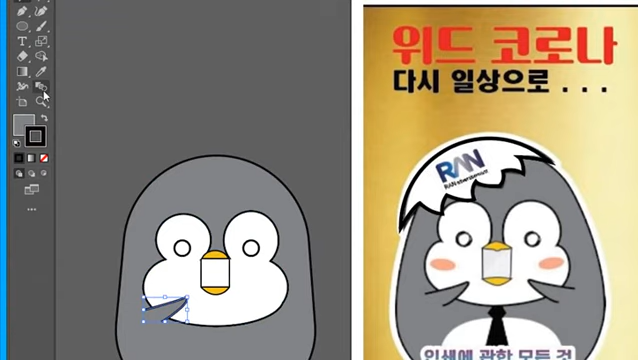 위드 코로나
다시 일상으로 . . .
RAN
인쇄에 관한 모든 것